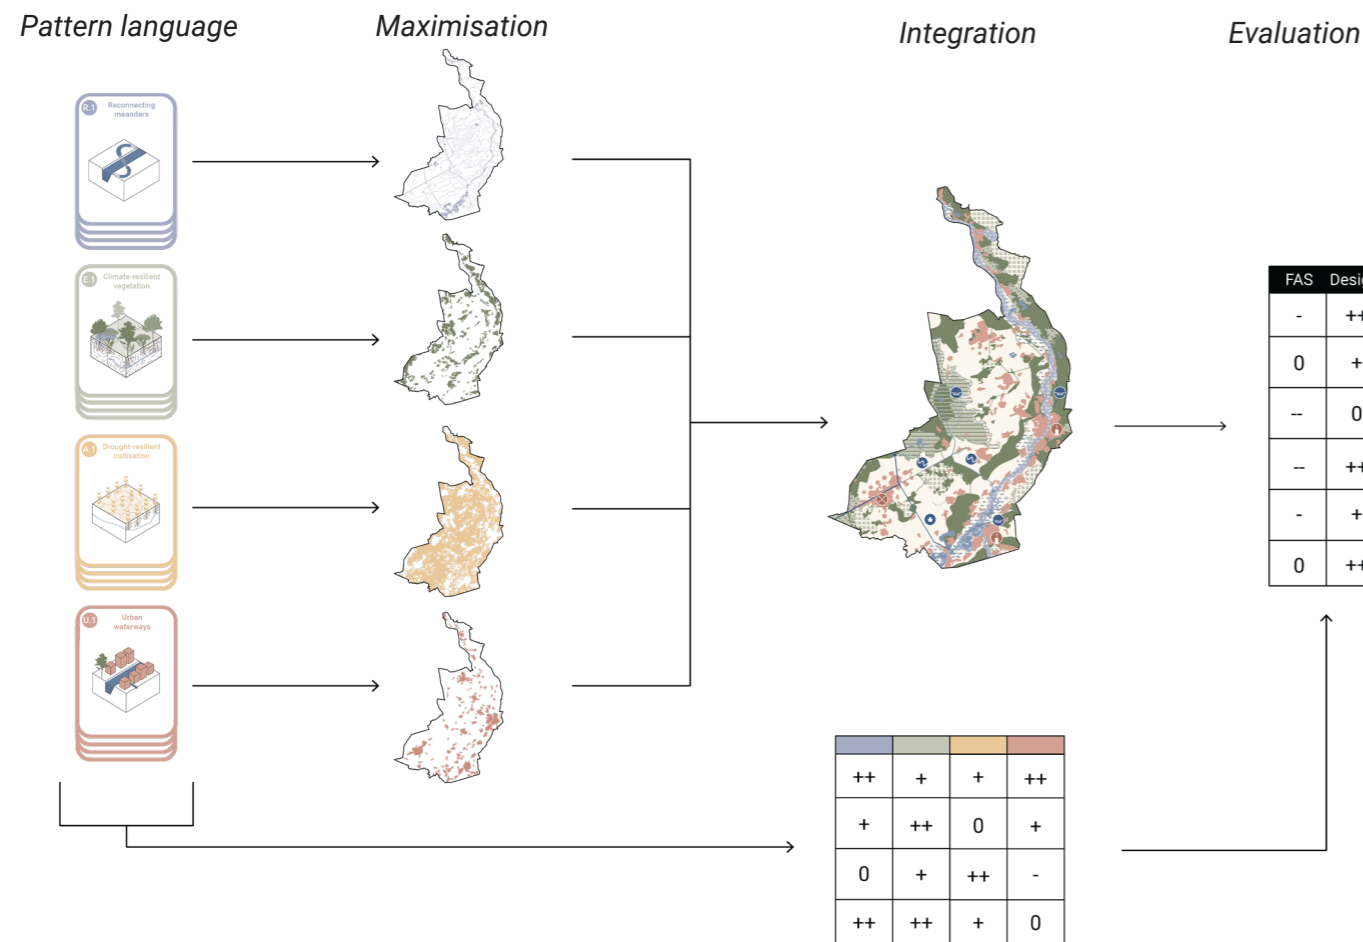 Pattern language
Maximisation
Integration
Evaluation
R.1
Reconnecting
meanders
E.1
Climate-resilient
vegetation
A.1
Drought-resilient
cultivation
U.1
Urban
waterways
FAS Desig
- ++
0 +
-- 0
-- ++
- +
0 ++
++ + + ++
+ ++ 0 +
0 + ++ -
++ ++ + 0